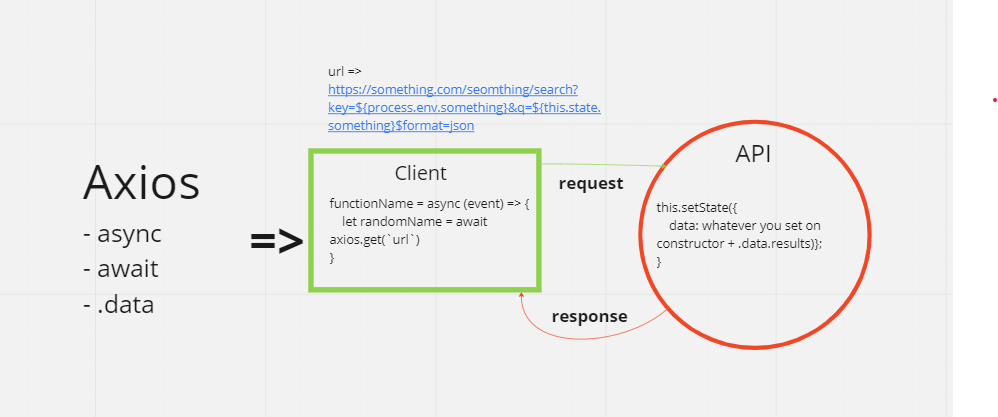 url =>
https://something.com/seomthing/search?
key=${process.env.something}&q=${this.state.
something}$format=json
Axios
- async
- await
- .data
=>
Client
functionName = async (event) => {
let randomName = await
axios.get(`url`)
}
request
response
API
this.setState({
data: whatever you set on
constructor + .data.results)};
}